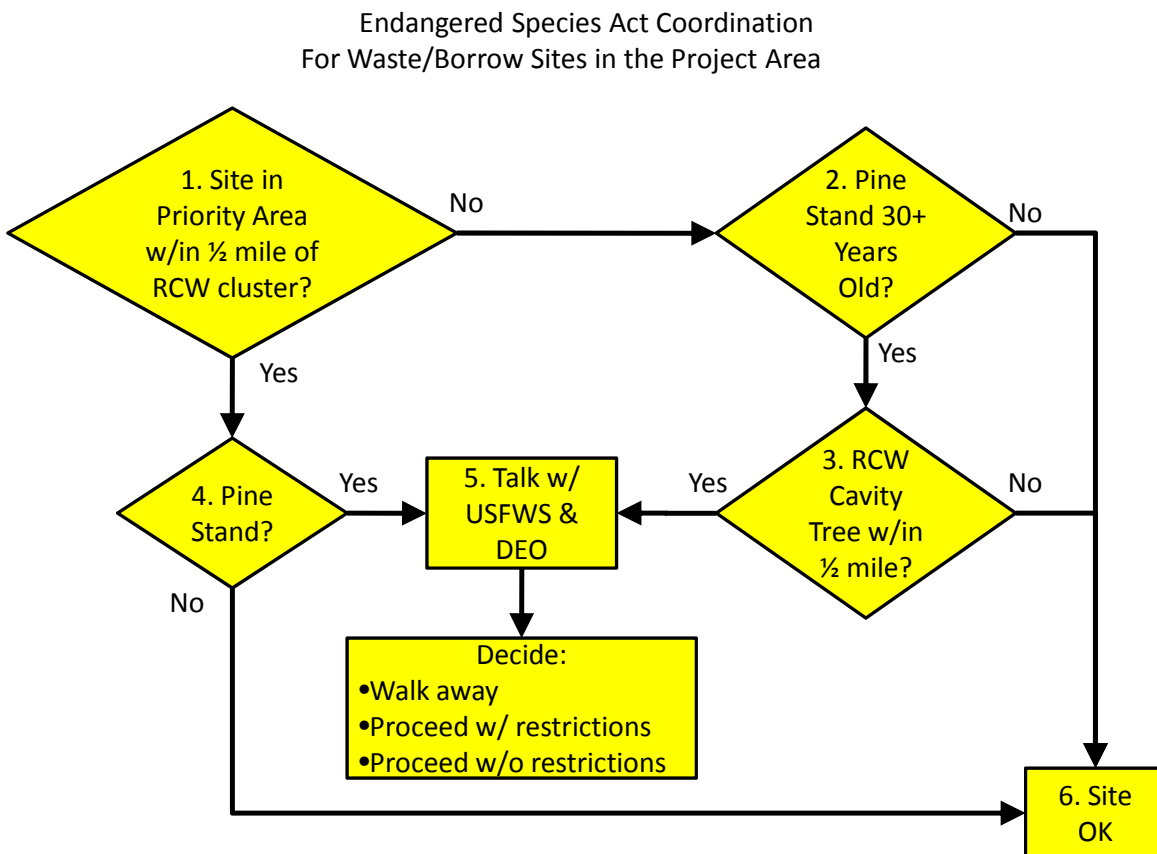 Endangered Species Act Coordination
For Waste/Borrow Sites in the Project Area
1. Site in
Priority Area
w/in ½ mile of
RCW cluster?
No
2. Pine
Stand 30+
Years
Old?
No
Yes
Yes
4. Pine
Stand?
Yes
5. Talk w/
USFWS &
DEO
Yes
3. RCW
Cavity
Tree w/in
½ mile?
No
No
Decide:
•Walk away
•Proceed w/ restrictions
•Proceed w/o restrictions
6. Site
OK